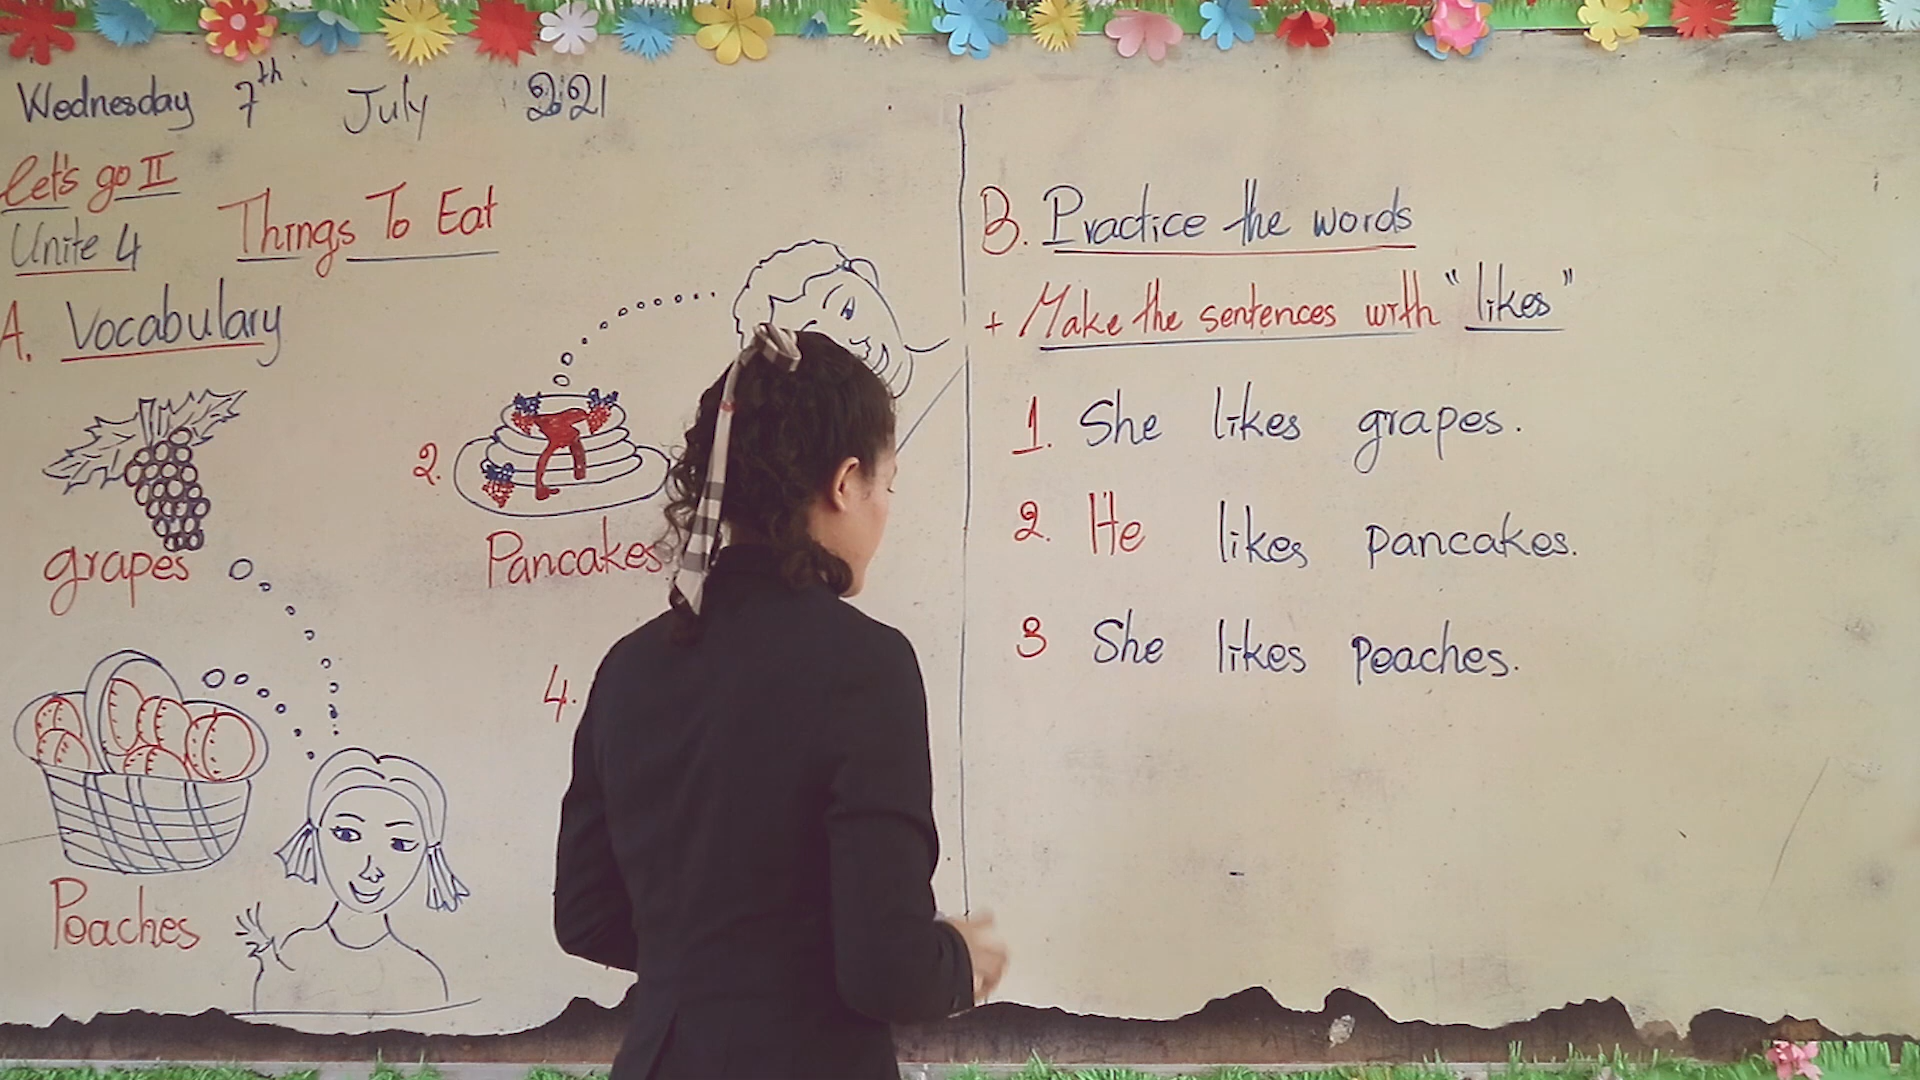 Wednesday 7th July 2021
Let's go II
Unite 4 Things To Eat
A. Vocabulary
grapes
2.
Pancakes
Peaches
4.
B. Practice the words
+ Make the sentences with "likes"
1. She likes grapes.
2. He likes pancakes.
3 She likes peaches.